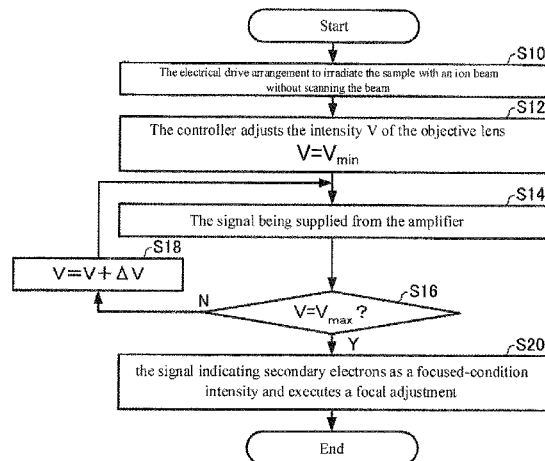 Start
S10
The electrical drive arrangement to irradiate the sample with an ion beam
without scanning the beam
S12
The controller adjusts the intensity V of the objective lens
V=Vmin
S14
The signal being supplied from the amplifier
S18
V=V+ΔV
N
S16
V=Vmax?
Y
S20
the signal indicating secondary electrons as a focused-condition
intensity and executes a focal adjustment
End